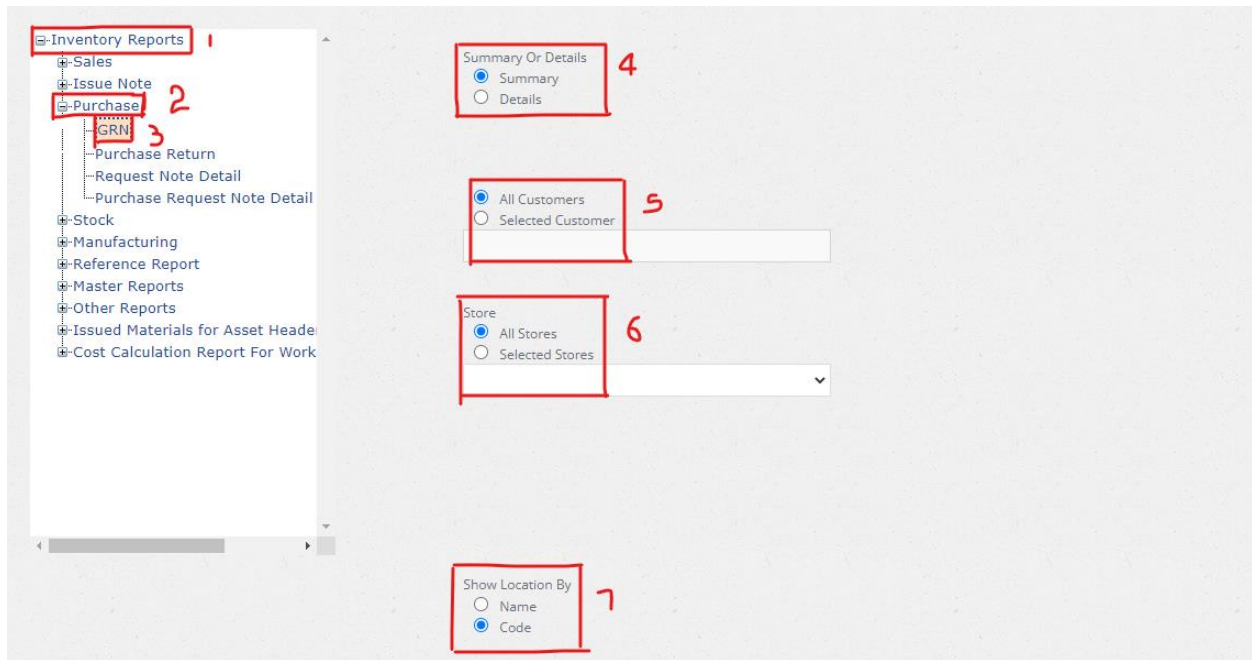 Inventory Reports 1
Sales
Issue Note
Purchase 2
GRN 3
Purchase Return
Request Note Detail
Purchase Request Note Detail
Stock
Manufacturing
Reference Report
Master Reports
Other Reports
Issued Materials for Asset Heade
Cost Calculation Report For Work
Summary Or Details 4
Summary
Details
All Customers 5
Selected Customer
Store
All Stores 6
Selected Stores
Show Location By
Name 7
Code